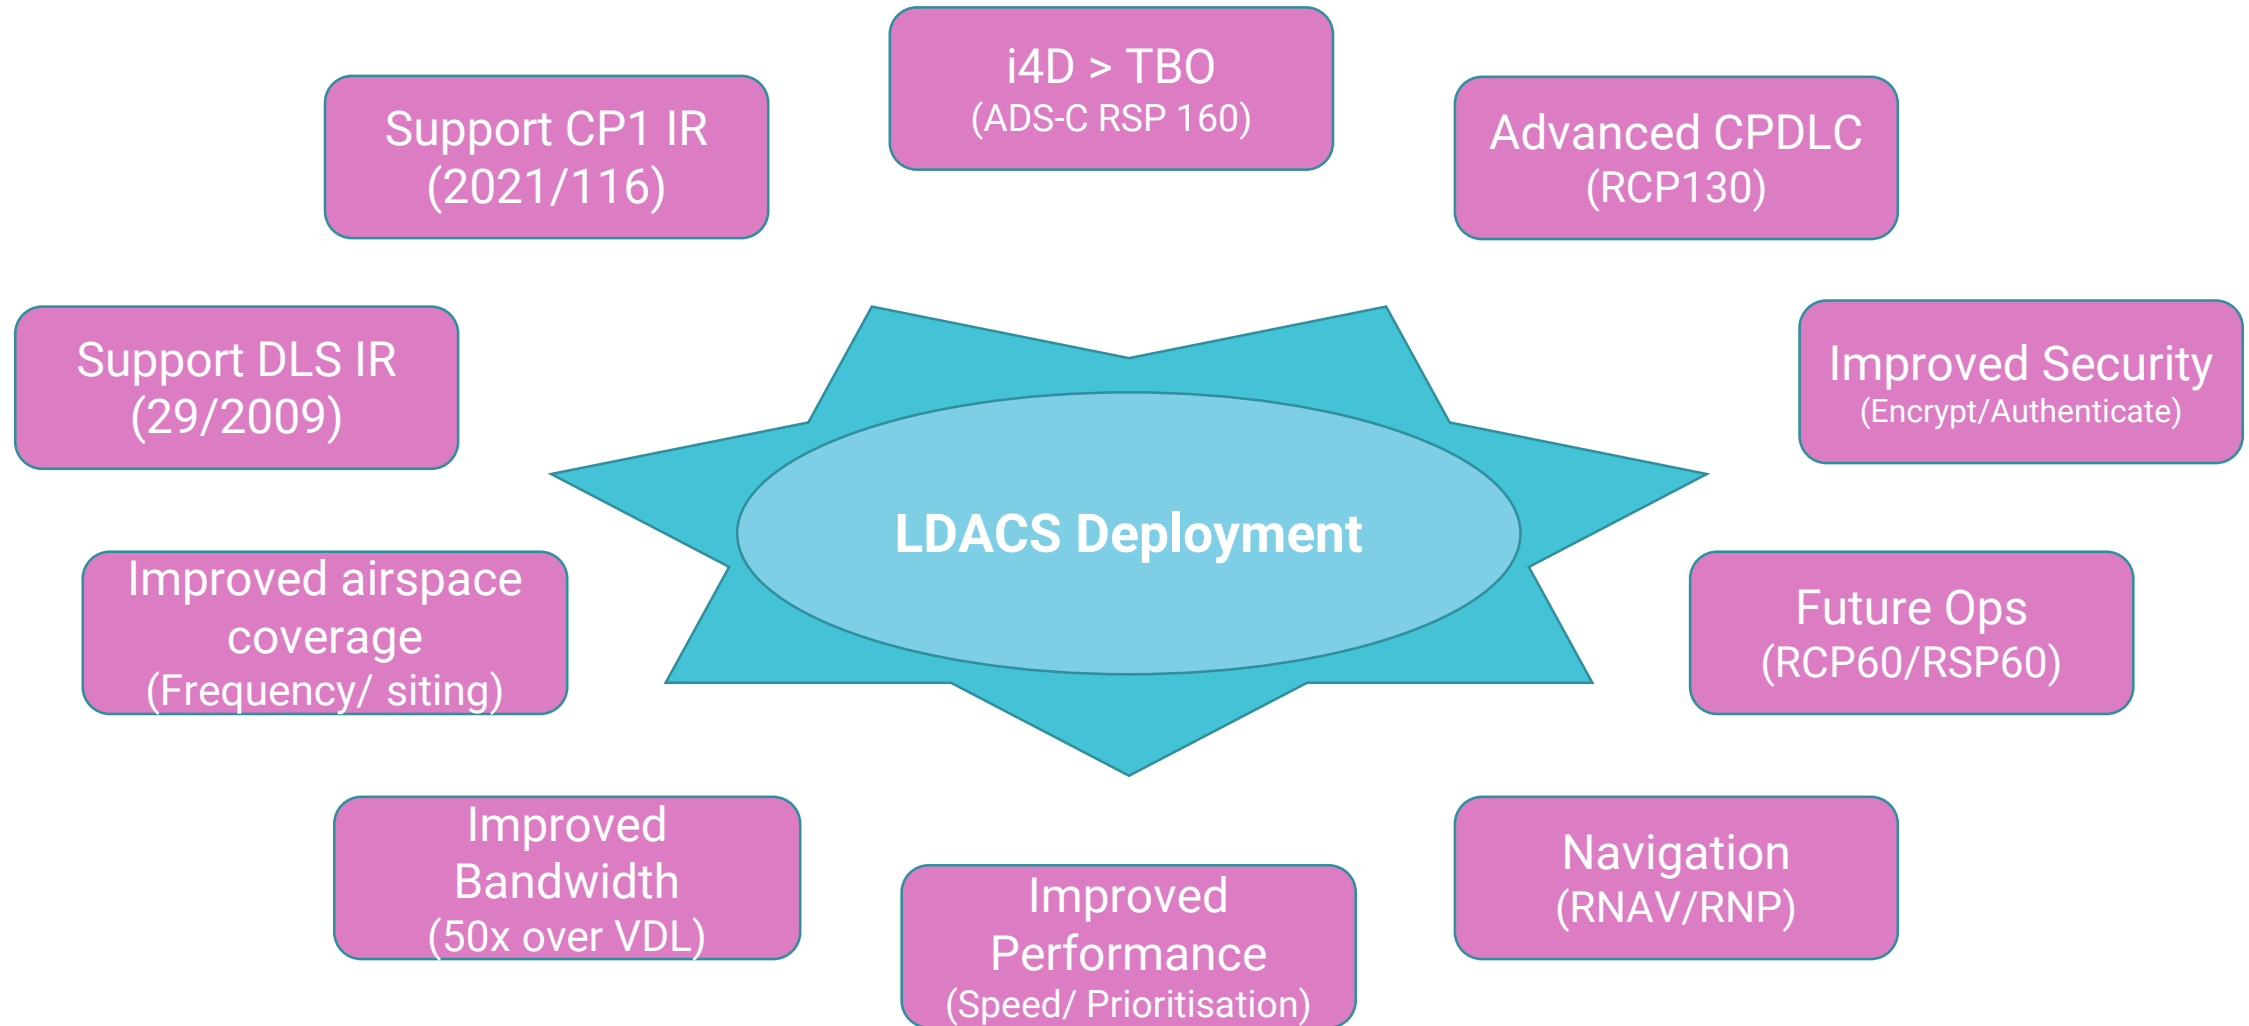 i4D > TBO
(ADS-C RSP 160)
Support CP1 IR
(2021/116)
Advanced CPDLC
(RCP130)
Support DLS IR
(29/2009)
Improved Security
(Encrypt/Authenticate)
LDACS Deployment
Improved airspace
coverage
(Frequency/ siting)
Future Ops
(RCP60/RSP60)
Improved
Bandwidth
(50x over VDL)
Improved
Performance
(Speed/ Prioritisation)
Navigation
(RNAV/RNP)